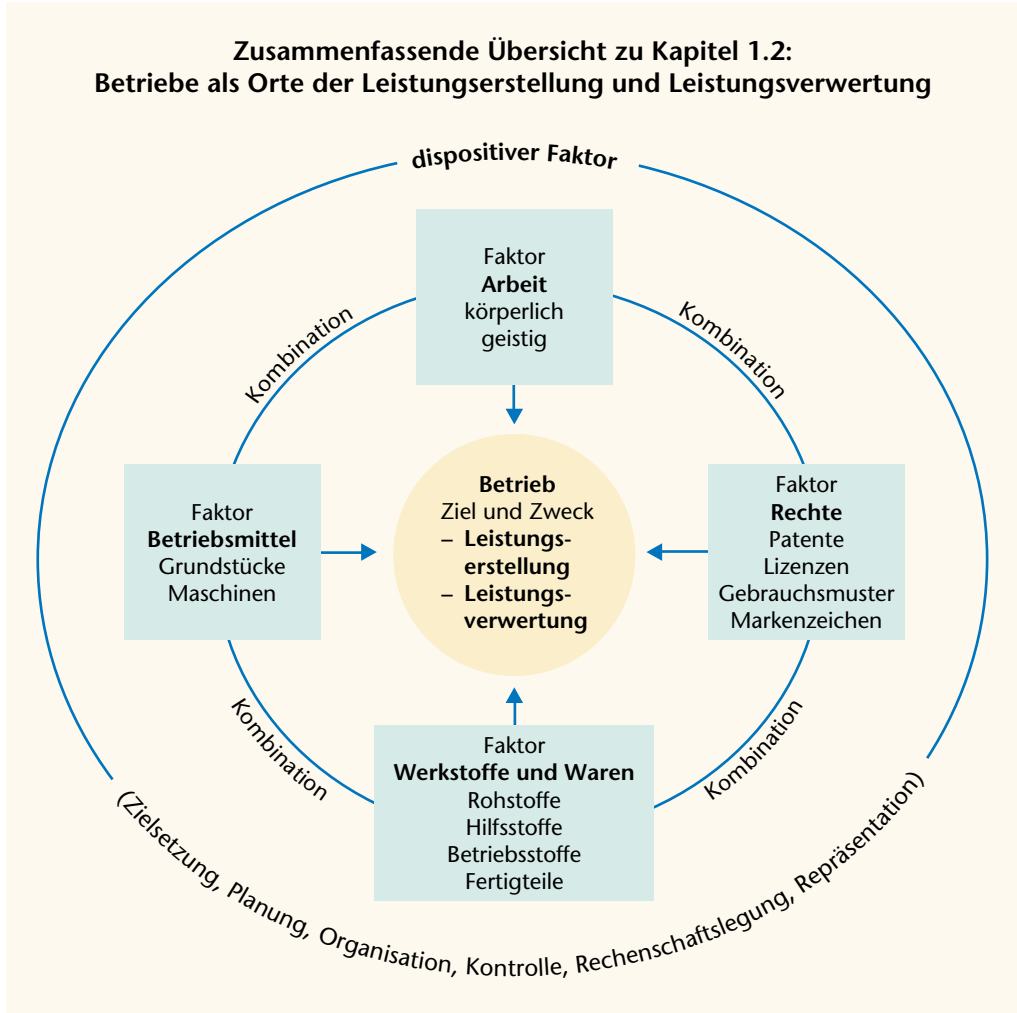 Zusammenfassende Übersicht zu Kapitel 1.2:
Betriebe als Orte der Leistungserstellung und Leistungsverwertung
dispositiver Faktor
Faktor
Arbeit
körperlich
geistig
Kombination
Kombination
Faktor
Betriebsmittel
Grundstücke
Maschinen
Betrieb
Ziel und Zweck
– Leistungs-
erstellung
– Leistungs-
verwertung
Faktor
Rechte
Patente
Lizenzen
Gebrauchsmuster
Markenzeichen
Kombination
Kombination
Faktor
Werkstoffe und Waren
Rohstoffe
Hilfsstoffe
Betriebsstoffe
Fertigteile
(Zielsetzung, Planung, Organisation, Kontrolle, Rechenschaftslegung, Repräsentation)